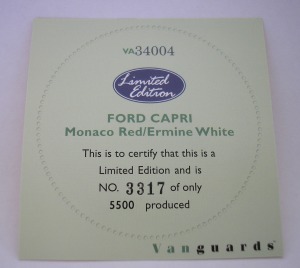 VA34004
Limited
Edition
FORD CAPRI
Monaco Red/Ermine White
This is to certify that this is a
Limited Edition and is
NO. 3317 of only
5500 produced
Vanguards